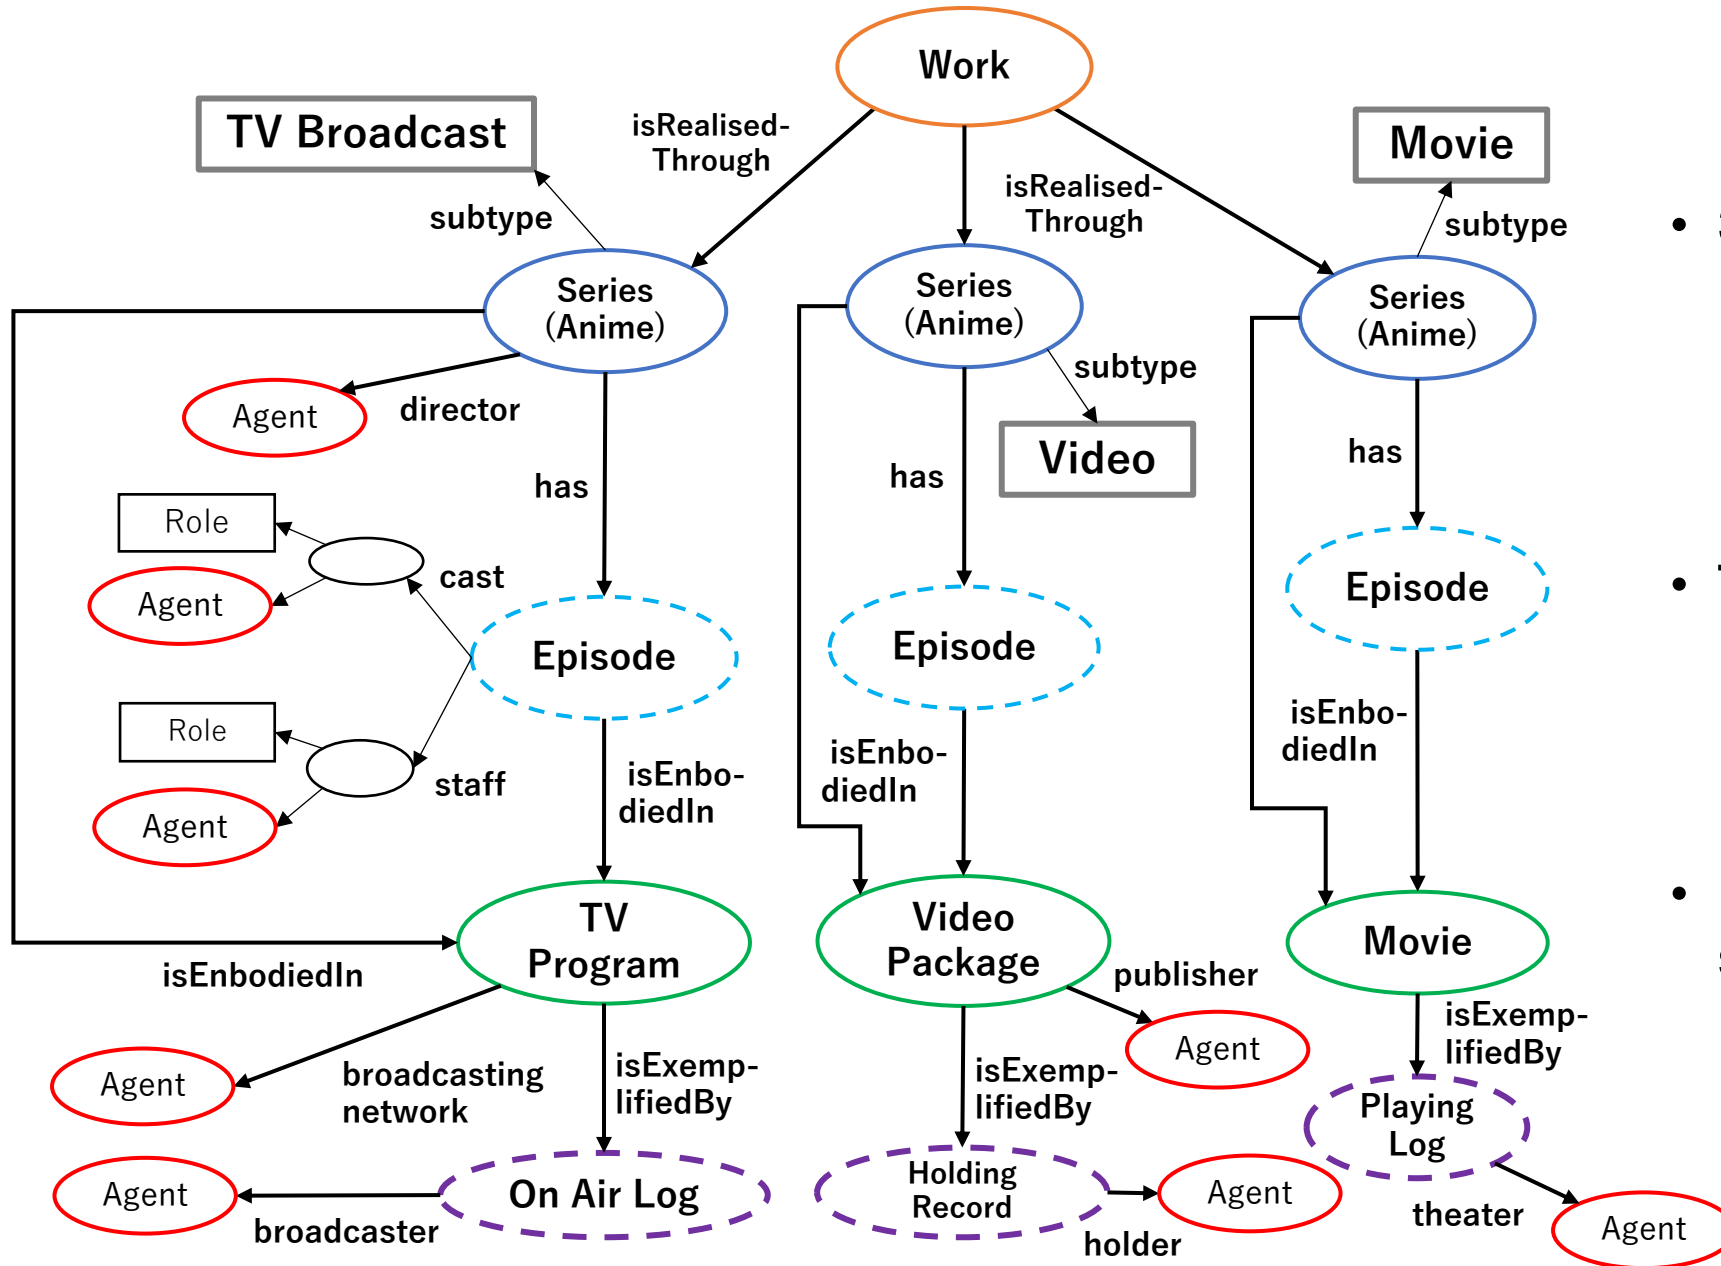 Work
TV Broadcast
isRealised-
Through
Movie
isRealised-
Through
subtype
subtype
Series
(Anime)
Series
(Anime)
Series
(Anime)
subtype
Agent
director
Video
has
has
has
Role
cast
Agent
Episode
Episode
Episode
Role
staff
Agent
isEnbo-
diedIn
isEnbo-
diedIn
isEnbo-
diedIn
TV
Program
Video
Package
Movie
isEnbodiedIn
publisher
Agent
Agent
broadcasting
network
isExemp-
lifiedBy
isExemp-
lifiedBy
isExemp-
lifiedBy
Playing
Log
Agent
broadcaster
On Air Log
Holding
Record
holder
Agent
theater
Agent